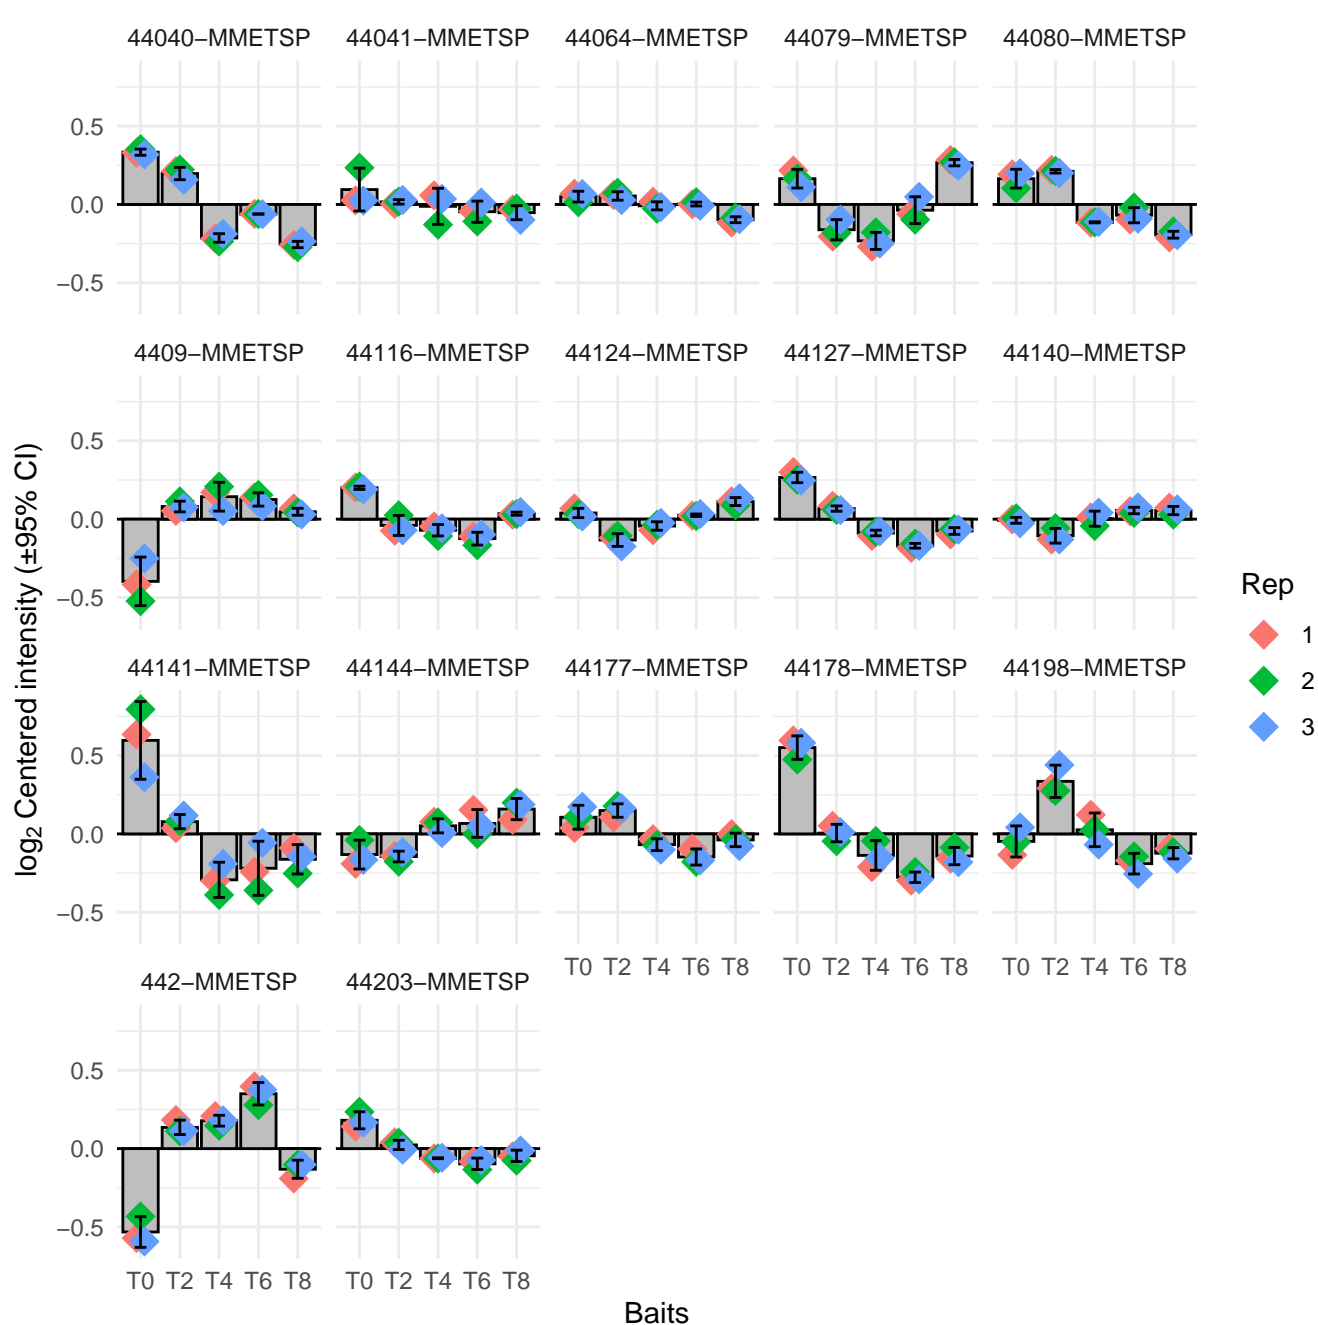 44040−MMETSP 44041−MMETSP 44064−MMETSP 44079−MMETSP 44080−MMETSP
0.5
0.0
−0.5
4409−MMETSP 44116−MMETSP 44124−MMETSP 44127−MMETSP 44140−MMETSP
0.5
0.0
−0.5
44141−MMETSP 44144−MMETSP 44177−MMETSP 44178−MMETSP 44198−MMETSP
0.5
0.0
−0.5
T0 T2 T4 T6 T8 T0 T2 T4 T6 T8 T0 T2 T4 T6 T8
442−MMETSP 44203−MMETSP
0.5
0.0
−0.5
T0 T2 T4 T6 T8 T0 T2 T4 T6 T8
Baits
log₂ Centered intensity (±95% CI)
Rep
1
2
3